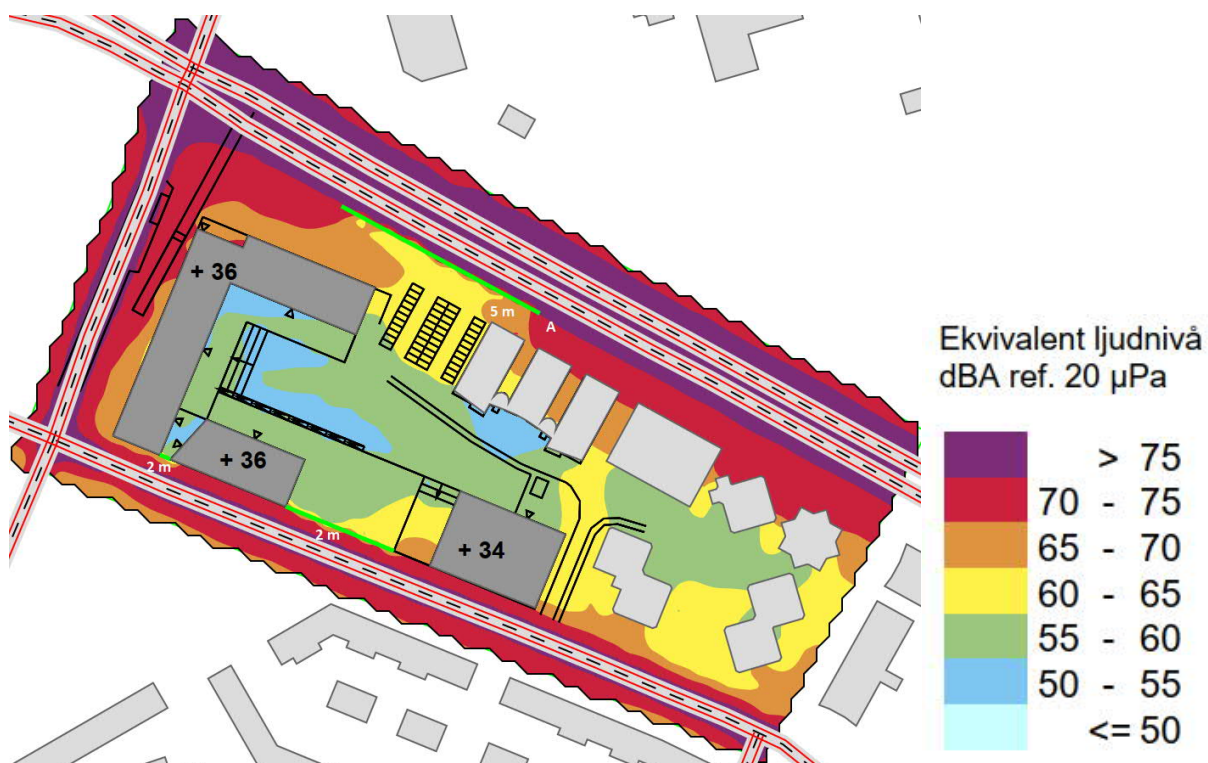 + 36
5 m
A
2 m
+ 36
2 m
+ 34
Ekvivalent ljudnivå
dBA ref. 20 µPa
> 75
70 - 75
65 - 70
60 - 65
55 - 60
50 - 55
<= 50